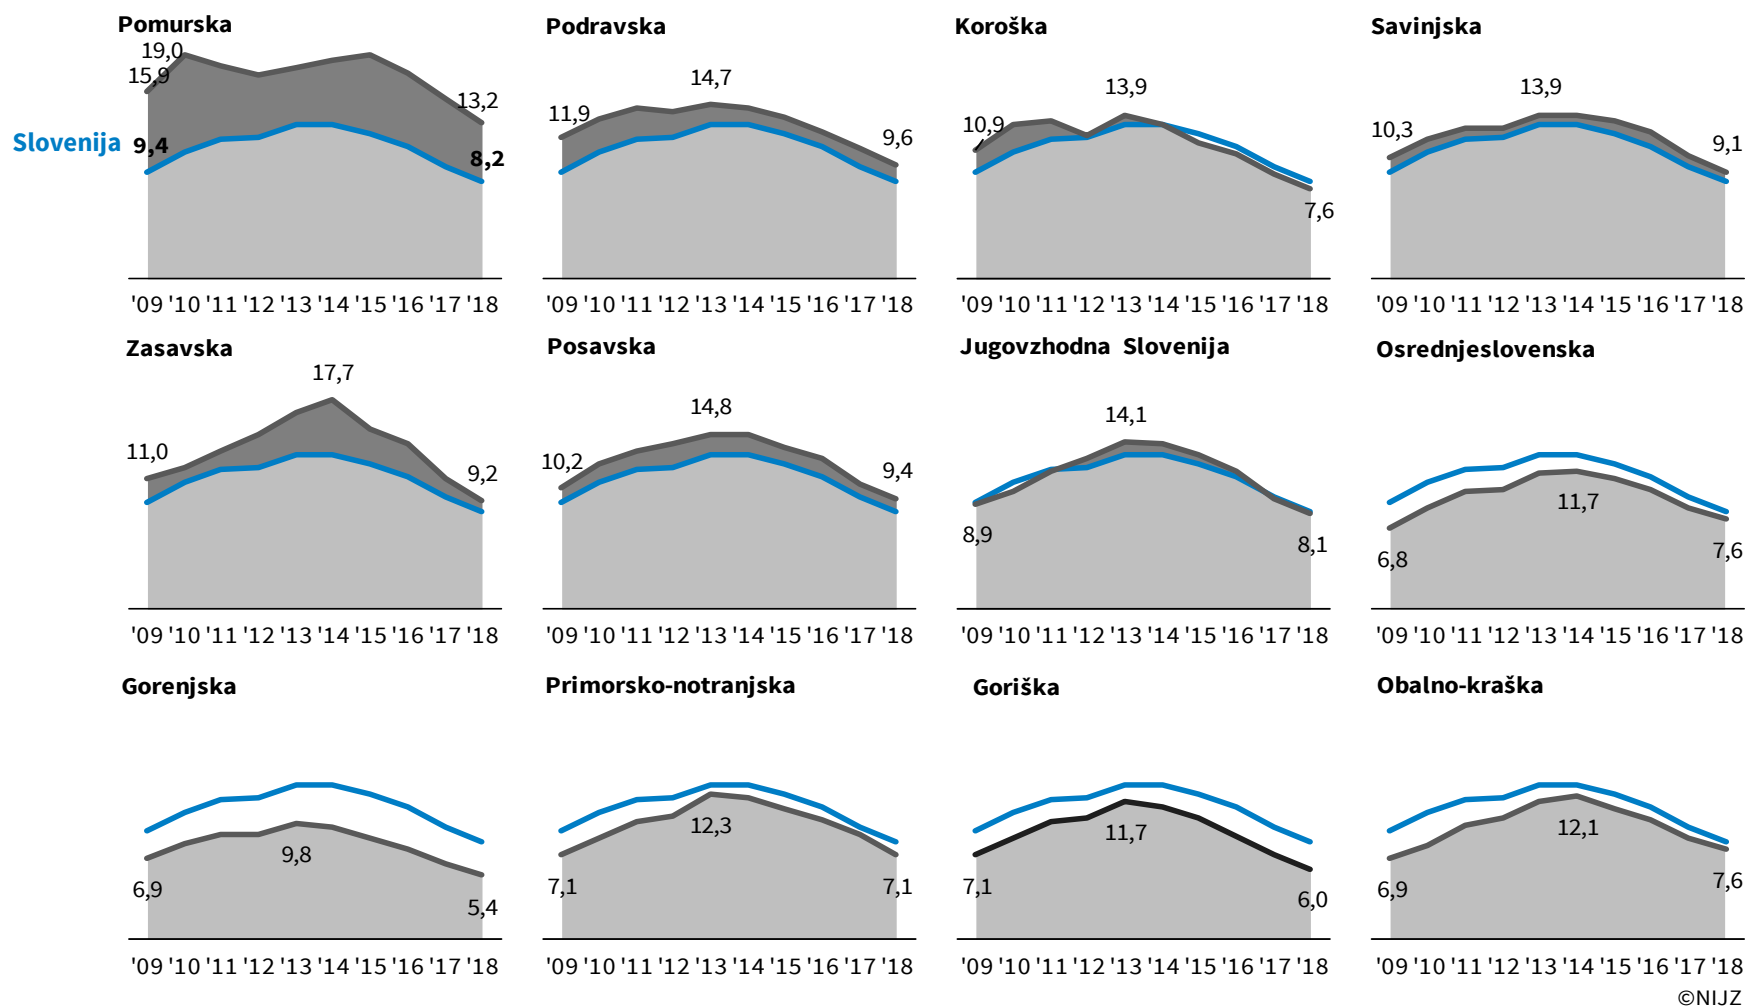 Pomurska
19,0
15,9
13,2
Slovenija 9,4
8,2
'09 '10 '11 '12 '13 '14 '15 '16 '17 '18
Podravska
14,7
11,9
9,6
'09 '10 '11 '12 '13 '14 '15 '16 '17 '18
Koroška
13,9
10,9
7,6
'09 '10 '11 '12 '13 '14 '15 '16 '17 '18
Savinjska
13,9
10,3
9,1
'09 '10 '11 '12 '13 '14 '15 '16 '17 '18
Zasavska
17,7
11,0
9,2
'09 '10 '11 '12 '13 '14 '15 '16 '17 '18
Posavska
14,8
10,2
9,4
'09 '10 '11 '12 '13 '14 '15 '16 '17 '18
Jugovzhodna Slovenija
14,1
8,9
8,1
'09 '10 '11 '12 '13 '14 '15 '16 '17 '18
Osrednjeslovenska
11,7
6,8
7,6
'09 '10 '11 '12 '13 '14 '15 '16 '17 '18
Gorenjska
9,8
6,9
5,4
'09 '10 '11 '12 '13 '14 '15 '16 '17 '18
Primorsko-notranjska
12,3
7,1
7,1
'09 '10 '11 '12 '13 '14 '15 '16 '17 '18
Goriška
11,7
7,1
6,0
'09 '10 '11 '12 '13 '14 '15 '16 '17 '18
Obalno-kraška
12,1
6,9
7,6
'09 '10 '11 '12 '13 '14 '15 '16 '17 '18
©NIJZ